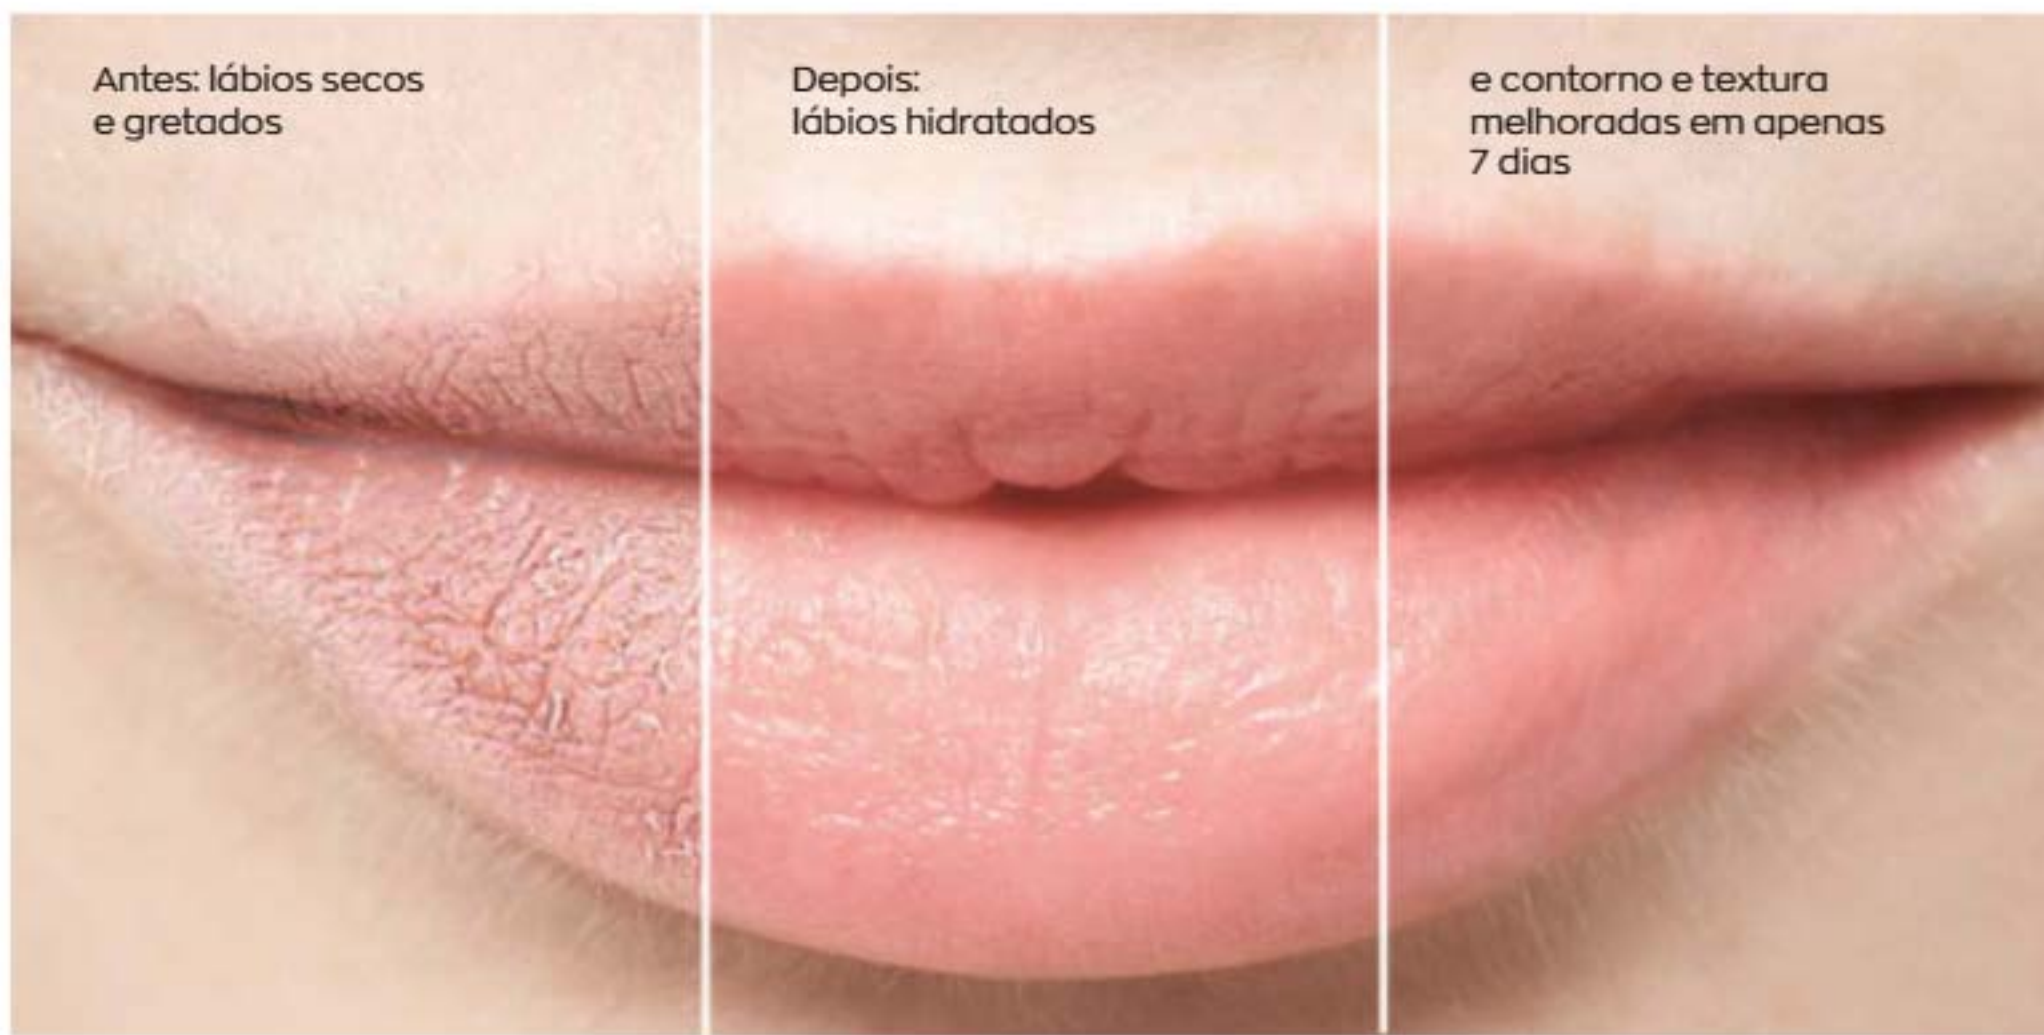 Antes: lábios secos
e gretados
Depois:
lábios hidratados
e contorno e textura
melhoradas em apenas
7 dias